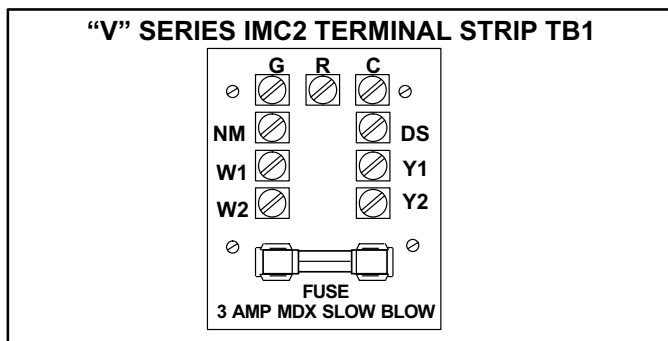 “V” SERIES IMC2 TERMINAL STRIP TB1
G R C
NM DS
W1 Y1
W2 Y2
FUSE
3 AMP MDX SLOW BLOW